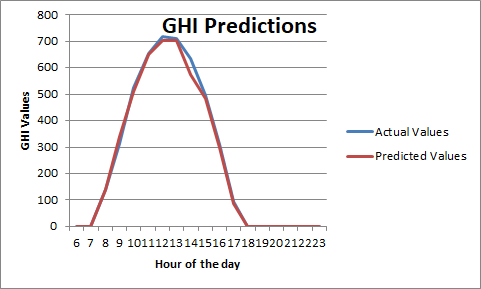 GHI Predictions
800
700
600
500
400
300
200
100
0
GHI Values
6 7 8 9 10 11 12 13 14 15 16 17 18 19 20 21 22 23
Hour of the day
Actual Values
Predicted Values